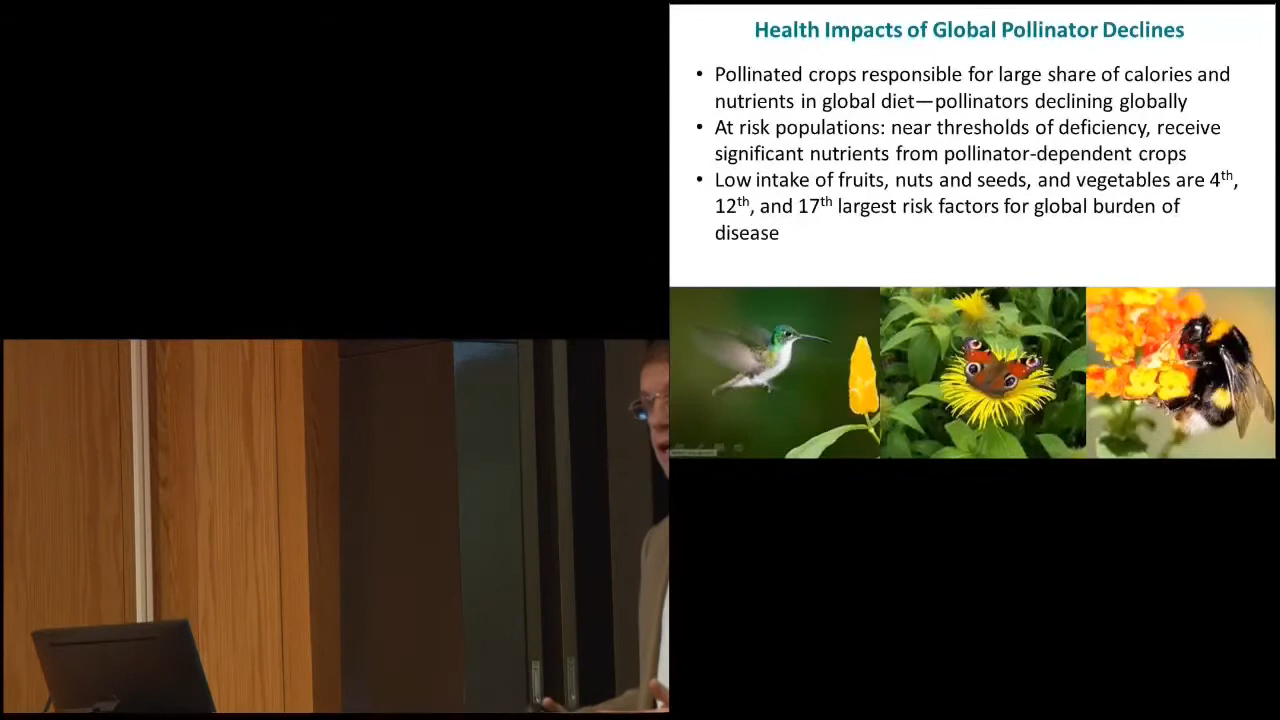 Health Impacts of Global Pollinator Declines
• Pollinated crops responsible for large share of calories and
nutrients in global diet—pollinators declining globally
• At risk populations: near thresholds of deficiency, receive
significant nutrients from pollinator-dependent crops
• Low intake of fruits, nuts and seeds, and vegetables are 4th,
12th, and 17th largest risk factors for global burden of
disease